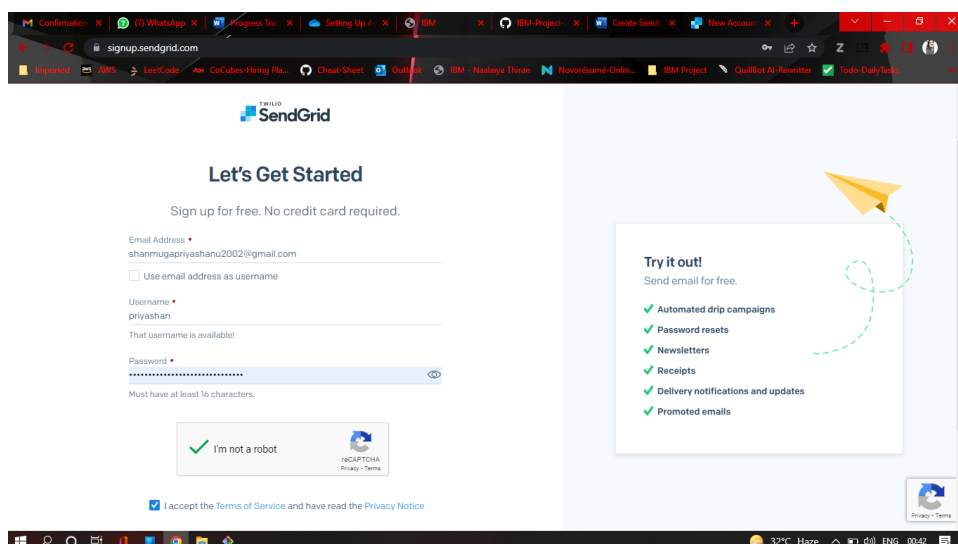 Confirmation
(7) WhatsApp
Progress Trac
Setting Up A
IBM
IBM-Project-
Create Send
New Account
signup.sendgrid.com
Z
Imported
AWS
LeetCode
CoCubes-Hiring Pla...
Cheat-Sheet
Outlook
IBM - Naalaiya Thiran
Novorésumé-Onlin...
IBM Project
QuillBot AI-Rewritter
Todo-DailyTasks
TWILIO
SendGrid
Let's Get Started
Sign up for free. No credit card required.
Email Address •
shanmugapriyashanu2002@gmail.com
Use email address as username
Username •
priyashan
That username is available!
Password •
Must have at least 16 characters.
I'm not a robot
reCAPTCHA
Privacy - Terms
I accept the Terms of Service and have read the Privacy Notice
Try it out!
Send email for free.
Automated drip campaigns
Password resets
Newsletters
Receipts
Delivery notifications and updates
Promoted emails
Privacy - Terms
32°C Haze
ENG
00:42